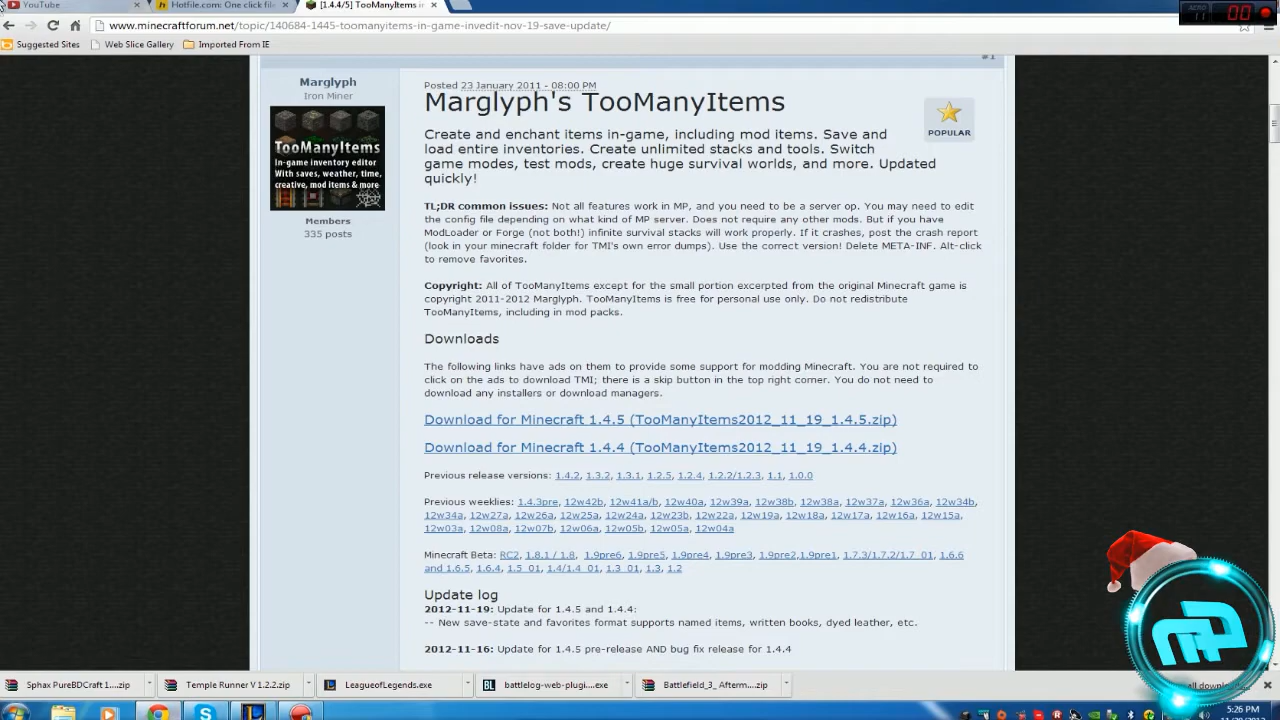 YouTube
Hotfile.com: One click file
[1.4.4/5] TooManyItems in
www.minecraftforum.net/topic/140684-1445-toomanyitems-in-game-invedit-nov-19-save-update/
AERO
00
Suggested Sites
Web Slice Gallery
Imported From IE
#1
Marglyph
Iron Miner
TooManyItems
In-game inventory editor
With saves, weather, time,
creative, mod items & more
Members
335 posts
Posted 23 January 2011 - 08:00 PM
Marglyph's TooManyItems
POPULAR
Create and enchant items in-game, including mod items. Save and
load entire inventories. Create unlimited stacks and tools. Switch
game modes, test mods, create huge survival worlds, and more. Updated
quickly!
TL;DR common issues: Not all features work in MP, and you need to be a server op. You may need to edit
the config file depending on what kind of MP server. Does not require any other mods. But if you have
ModLoader or Forge (not both!) infinite survival stacks will work properly. If it crashes, post the crash report
(look in your minecraft folder for TMI's own error dumps). Use the correct version! Delete META-INF. Alt-click
to remove favorites.
Copyright: All of TooManyItems except for the small portion excerpted from the original Minecraft game is
copyright 2011-2012 Marglyph. TooManyItems is free for personal use only. Do not redistribute
TooManyItems, including in mod packs.
Downloads
The following links have ads on them to provide some support for modding Minecraft. You are not required to
click on the ads to download TMI; there is a skip button in the top right corner. You do not need to
download any installers or download managers.
Download for Minecraft 1.4.5 (TooManyItems2012_11_19_1.4.5.zip)
Download for Minecraft 1.4.4 (TooManyItems2012_11_19_1.4.4.zip)
Previous release versions: 1.4.2, 1.3.2, 1.3.1, 1.2.5, 1.2.4, 1.2.2/1.2.3, 1.1, 1.0.0
Previous weeklies: 1.4.3pre, 12w42b, 12w41a/b, 12w40a, 12w39a, 12w38b, 12w38a, 12w37a, 12w36a, 12w34b,
12w34a, 12w27a, 12w26a, 12w25a, 12w24a, 12w23b, 12w22a, 12w19a, 12w18a, 12w17a, 12w16a, 12w15a,
12w03a, 12w08a, 12w07b, 12w06a, 12w05b, 12w05a, 12w04a
Minecraft Beta: RC2, 1.8.1 / 1.8, 1.9pre6, 1.9pre5, 1.9pre4, 1.9pre3, 1.9pre2,1.9pre1, 1.7.3/1.7.2/1.7_01, 1.6.6
and 1.6.5, 1.6.4, 1.5_01, 1.4/1.4_01, 1.3_01, 1.3, 1.2
Update log
2012-11-19: Update for 1.4.5 and 1.4.4:
-- New save-state and favorites format supports named items, written books, dyed leather, etc.
2012-11-16: Update for 1.4.5 pre-release AND bug fix release for 1.4.4
Sphax PureBDCraft 1....zip
Temple Runner V 1.2.2.zip
LeagueofLegends.exe
battlelog-web-plugi....exe
Battlefield_3_ Afterm....zip
5:26 PM